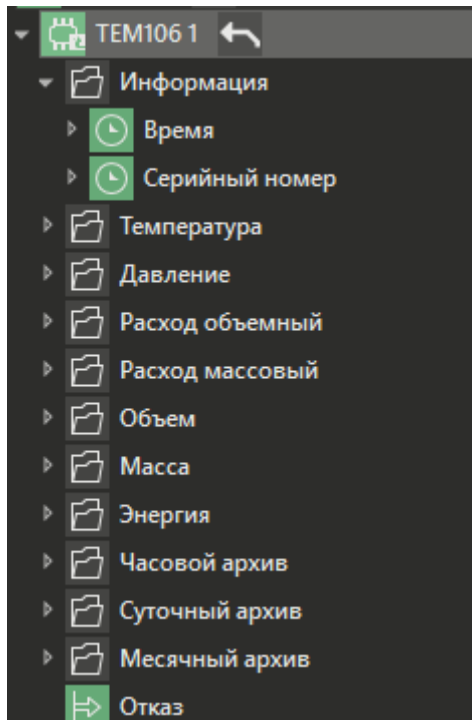 ТЕМ106 1
Информация
Время
Серийный номер
Температура
Давление
Расход объемный
Расход массовый
Объем
Масса
Энергия
Часовой архив
Суточный архив
Месячный архив
Отказ